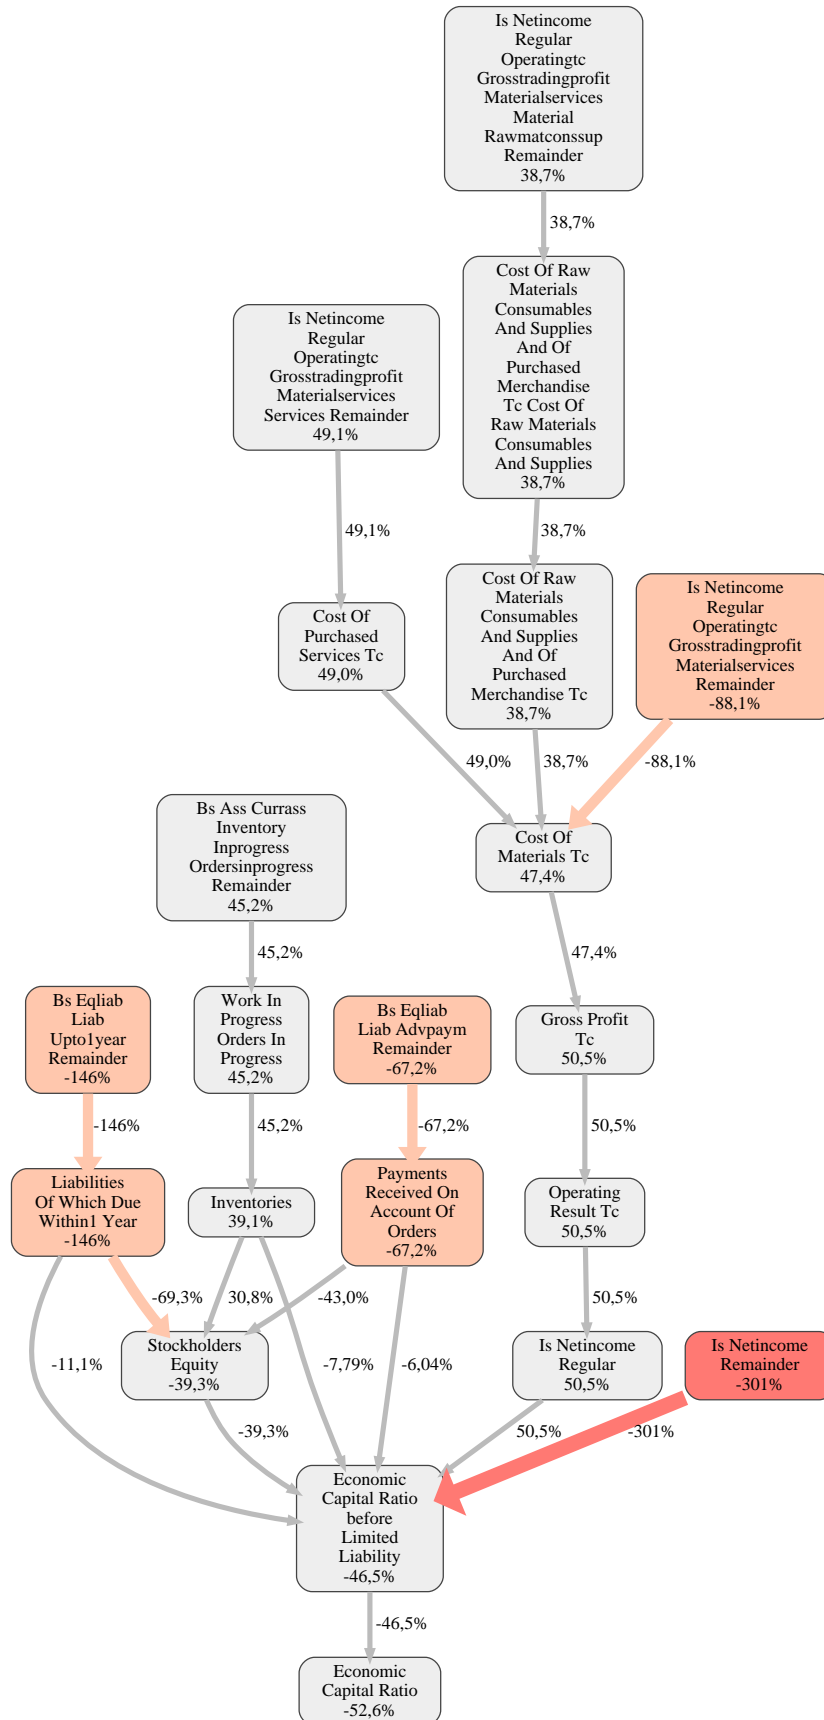 Is Netincome
Regular
Operatingtc
Grosstradingprofit
Materialservices
Material
Rawmatconssup
Remainder
38,7%
38,7%
Cost Of Raw
Materials
Consumables
And Supplies
And Of
Purchased
Merchandise
Tc Cost Of
Raw Materials
Consumables
And Supplies
38,7%
Is Netincome
Regular
Operatingtc
Grosstradingprofit
Materialservices
Services Remainder
49,1%
49,1%
38,7%
Cost Of Raw
Materials
Consumables
And Supplies
And Of
Purchased
Merchandise Tc
38,7%
Is Netincome
Regular
Operatingtc
Grosstradingprofit
Materialservices
Remainder
-88,1%
Cost Of
Purchased
Services Tc
49,0%
49,0%
38,7%
-88,1%
Bs Ass Currass
Inventory
Inprogress
Ordersinprogress
Remainder
45,2%
Cost Of
Materials Tc
47,4%
45,2%
47,4%
Bs Eqliab
Liab
Upto1year
Remainder
-146%
Work In
Progress
Orders In
Progress
45,2%
Bs Eqliab
Liab Advpaym
Remainder
-67,2%
Gross Profit
Tc
50,5%
-146%
45,2%
-67,2%
50,5%
Liabilities
Of Which Due
Within1 Year
-146%
Inventories
39,1%
Payments
Received On
Account Of
Orders
-67,2%
Operating
Result Tc
50,5%
-69,3%
30,8%
-43,0%
50,5%
-11,1%
Stockholders
Equity
-39,3%
-7,79%
-6,04%
Is Netincome
Regular
50,5%
Is Netincome
Remainder
-301%
-39,3%
50,5%
-301%
Economic
Capital Ratio
before
Limited
Liability
-46,5%
-46,5%
Economic
Capital Ratio
-52,6%